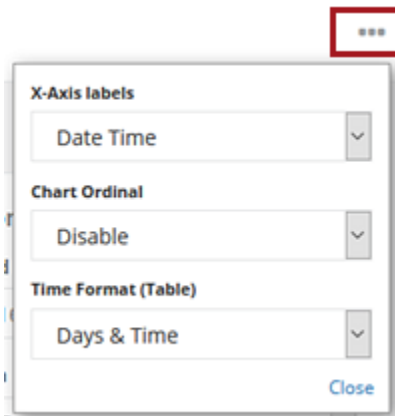 X-Axis labels
Date Time
Chart Ordinal
Disable
Time Format (Table)
Days & Time
Close